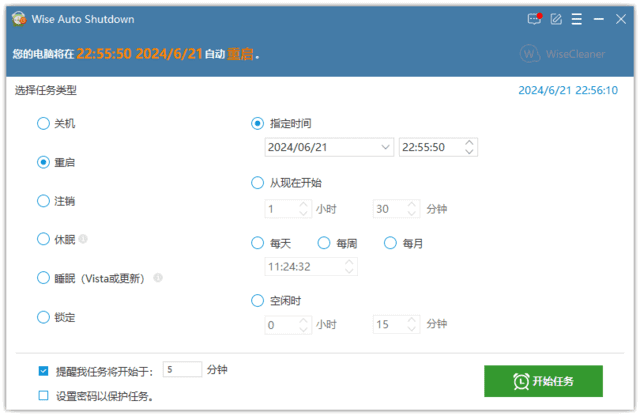 Wise Auto Shutdown
您的电脑将在 22:55:50 2024/6/21 自动 重启 。
WiseCleaner
选择任务类型
2024/6/21 22:56:10
关机
指定时间
2024/06/21
22:55:50
重启
从现在开始
注销
1 小时 30 分钟
休眠
每天 每周 每月
11:24:32
睡眠（Vista或更新）
空闲时
锁定
0 小时 15 分钟
提醒我任务将开始于： 5 分钟
设置密码以保护任务。
开始任务